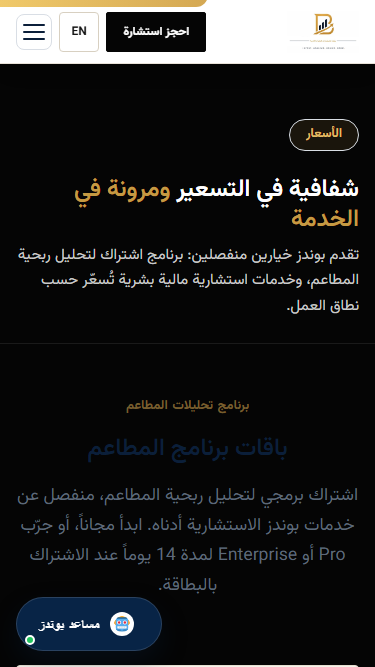 احجز استشارة
EN
الأسعار
شفافية في التسعير ومرونة في
الخدمة
تقدم بوندز خيارين منفصلين: برنامج اشتراك لتحليل ربحية
المطاعم، وخدمات استشارية مالية بشرية تُسعّر حسب
نطاق العمل.
برنامج تحليلات المطاعم
باقات برنامج المطاعم
اشتراك برمجي لتحليل ربحية المطاعم، منفصل عن
خدمات بوندز الاستشارية أدناه. ابدأ مجاناً، أو جرّب
Pro أو Enterprise لمدة 14 يوماً عند الاشتراك
بالبطاقة.
مساعد بوندز